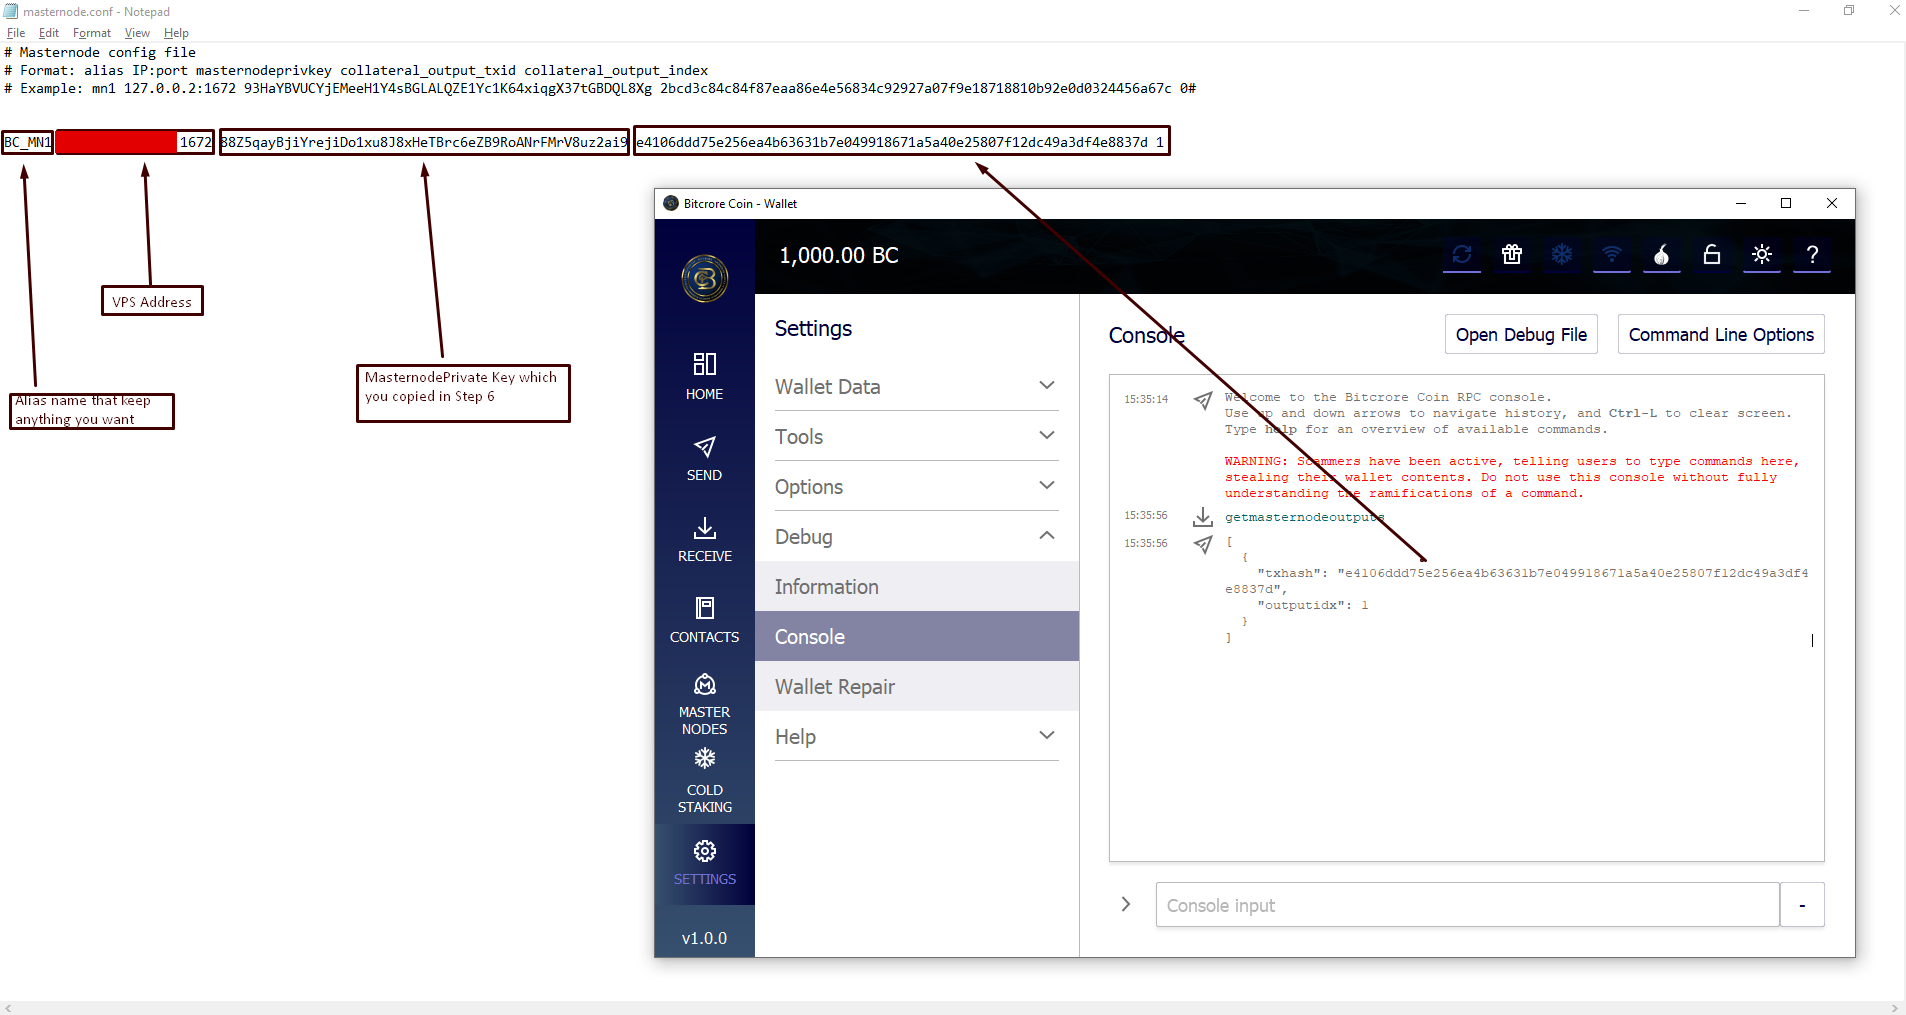 masternode.conf - Notepad
File Edit Format View Help
# Masternode config file
# Format: alias IP:port masternodeprivkey collateral_output_txid collateral_output_index
# Example: mn1 127.0.0.2:1672 93HaYBVUCYjEMeeH1Y4sBGLALQZE1Yc1K64xiqgX37tGBDQL8Xg 2bcd3c84c84f87eaa86e4e56834c92927a07f9e18718810b92e0d0324456a67c 0#
BC_MN1 1672 88Z5qayBjiYrejiDo1xu8J8xHeTBrc6eZB9RoANrFMrV8uz2ai9 e4106ddd75e256ea4b63631b7e049918671a5a40e25807f12dc49a3df4e8837d 1
VPS Address
MasternodePrivate Key which
you copied in Step 6
Alias name that keep
anything you want
Bitcrore Coin - Wallet
1,000.00 BC
HOME
SEND
RECEIVE
CONTACTS
MASTER
NODES
COLD
STAKING
SETTINGS
v1.0.0
Settings
Wallet Data
Tools
Options
Debug
Information
Console
Wallet Repair
Help
Console
Open Debug File
Command Line Options
15:35:14 Welcome to the Bitcrore Coin RPC console.
Use up and down arrows to navigate history, and Ctrl-L to clear screen.
Type help for an overview of available commands.
WARNING: Scammers have been active, telling users to type commands here,
stealing their wallet contents. Do not use this console without fully
understanding the ramifications of a command.
15:35:56 getmasternodeoutputs
15:35:56 [
{
"txhash": "e4106ddd75e256ea4b63631b7e049918671a5a40e25807f12dc49a3df4
e8837d",
"outputidx": 1
}
]
Console input
-